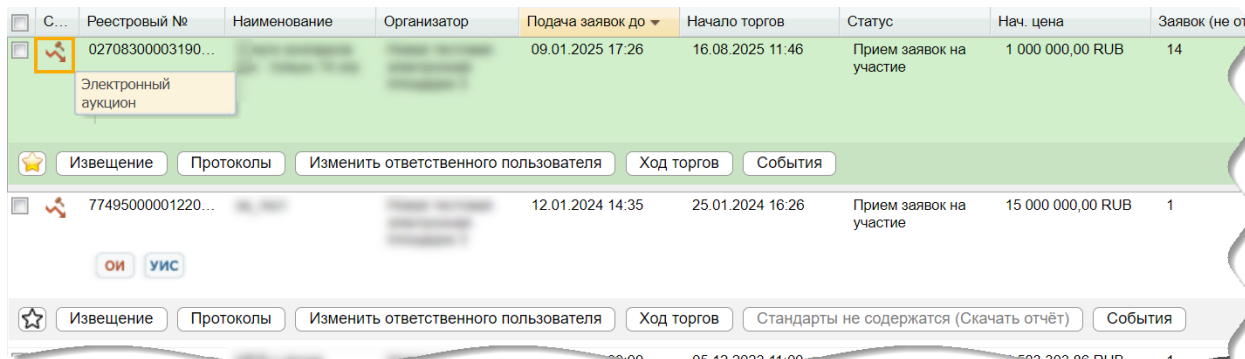 С... Реестровый № Наименование Организатор Подача заявок до Начало торгов Статус Нач. цена Заявок (не от
02708300003190... 09.01.2025 17:26 16.08.2025 11:46 Прием заявок на 1 000 000,00 RUB 14
участие
Электронный
аукцион
Извещение Протоколы Изменить ответственного пользователя Ход торгов События
77495000001220... 12.01.2024 14:35 25.01.2024 16:26 Прием заявок на 15 000 000,00 RUB 1
участие
ОИ УИС
Извещение Протоколы Изменить ответственного пользователя Ход торгов Стандарты не содержатся (Скачать отчёт) События